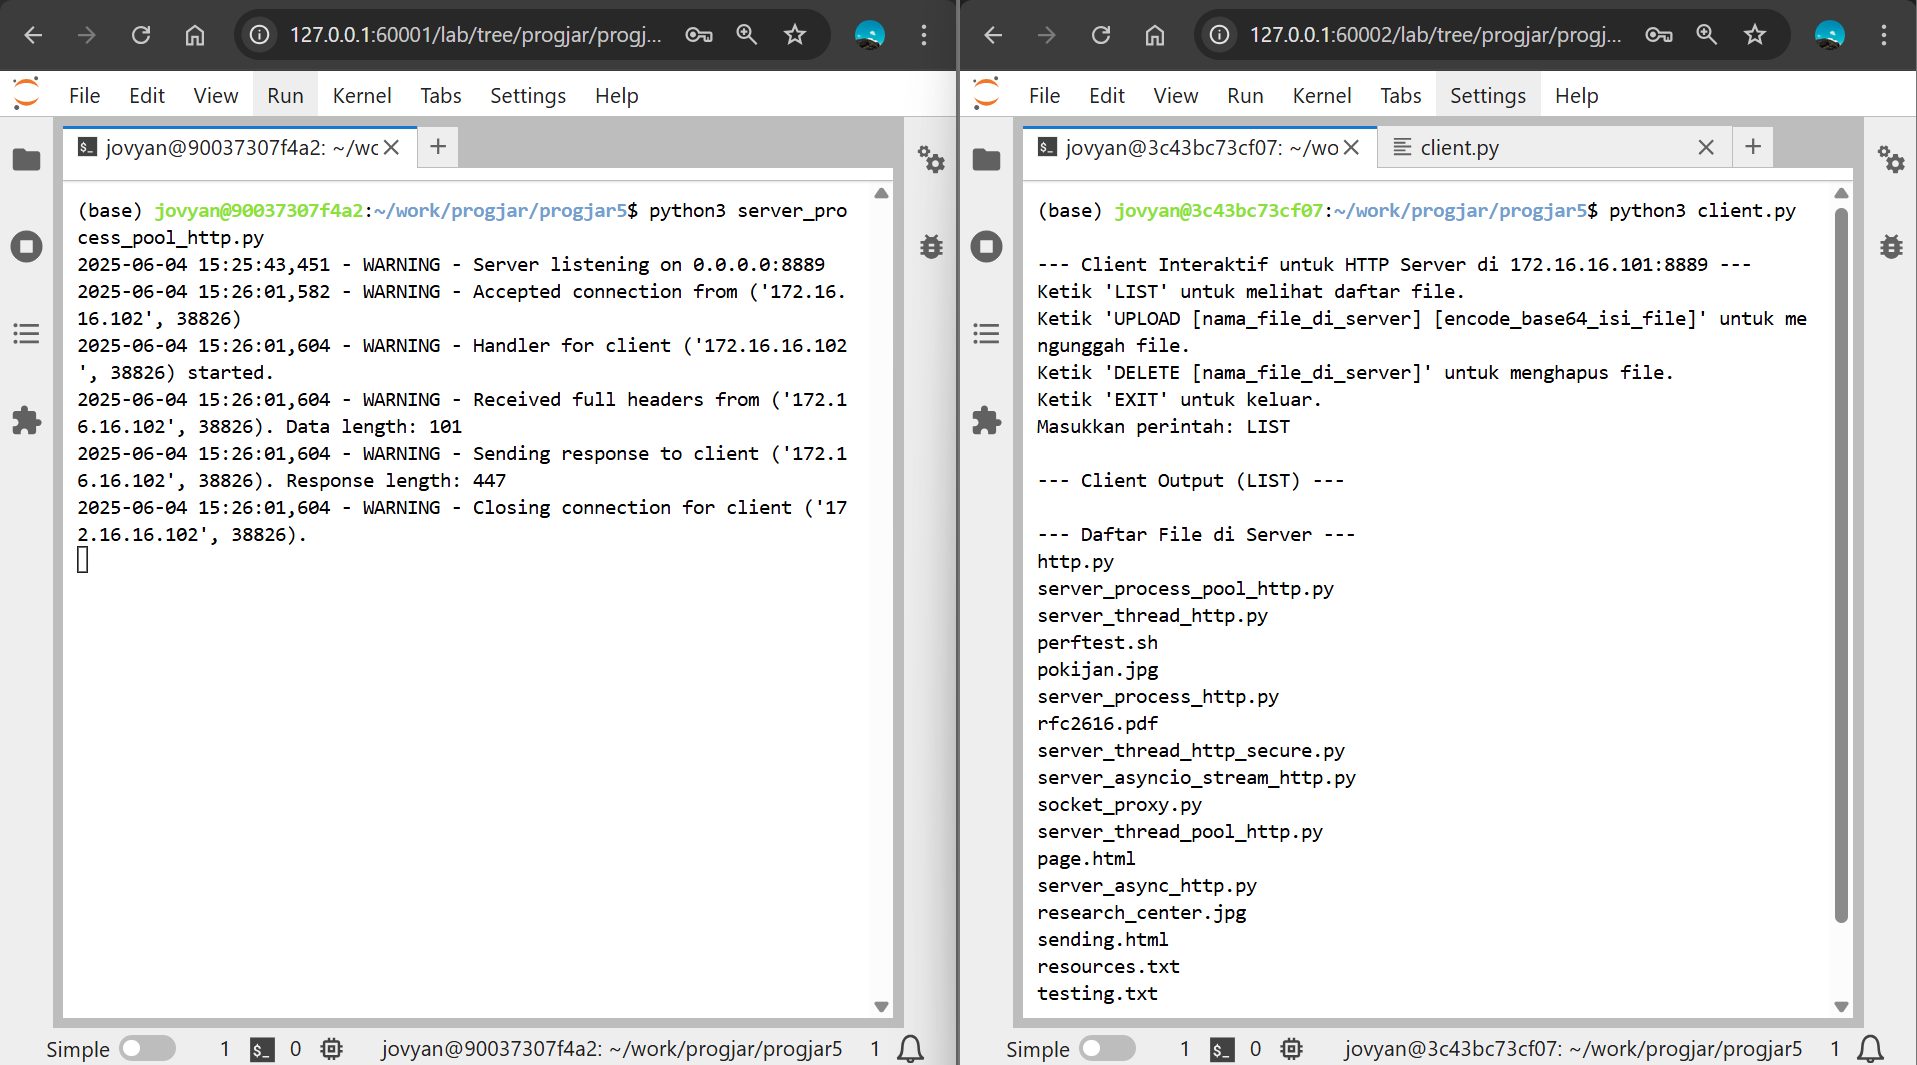 127.0.0.1:60001/lab/tree/progjar/progj...
File Edit View Run Kernel Tabs Settings Help
jovyan@90037307f4a2: ~/wo
(base) jovyan@90037307f4a2:~/work/progjar/progjar5$ python3 server_pro
cess_pool_http.py
2025-06-04 15:25:43,451 - WARNING - Server listening on 0.0.0.0:8889
2025-06-04 15:26:01,582 - WARNING - Accepted connection from ('172.16.
16.102', 38826)
2025-06-04 15:26:01,604 - WARNING - Handler for client ('172.16.16.102
', 38826) started.
2025-06-04 15:26:01,604 - WARNING - Received full headers from ('172.1
6.16.102', 38826). Data length: 101
2025-06-04 15:26:01,604 - WARNING - Sending response to client ('172.1
6.16.102', 38826). Response length: 447
2025-06-04 15:26:01,604 - WARNING - Closing connection for client ('17
2.16.16.102', 38826).
Simple 1 $_ 0 jovyan@90037307f4a2: ~/work/progjar/progjar5 1
127.0.0.1:60002/lab/tree/progjar/progj...
File Edit View Run Kernel Tabs Settings Help
jovyan@3c43bc73cf07: ~/wo client.py
(base) jovyan@3c43bc73cf07:~/work/progjar/progjar5$ python3 client.py
--- Client Interaktif untuk HTTP Server di 172.16.16.101:8889 ---
Ketik 'LIST' untuk melihat daftar file.
Ketik 'UPLOAD [nama_file_di_server] [encode_base64_isi_file]' untuk me
ngunggah file.
Ketik 'DELETE [nama_file_di_server]' untuk menghapus file.
Ketik 'EXIT' untuk keluar.
Masukkan perintah: LIST
--- Client Output (LIST) ---
--- Daftar File di Server ---
http.py
server_process_pool_http.py
server_thread_http.py
perftest.sh
pokijan.jpg
server_process_http.py
rfc2616.pdf
server_thread_http_secure.py
server_asyncio_stream_http.py
socket_proxy.py
server_thread_pool_http.py
page.html
server_async_http.py
research_center.jpg
sending.html
resources.txt
testing.txt
Simple 1 $_ 0 jovyan@3c43bc73cf07: ~/work/progjar/progjar5 1